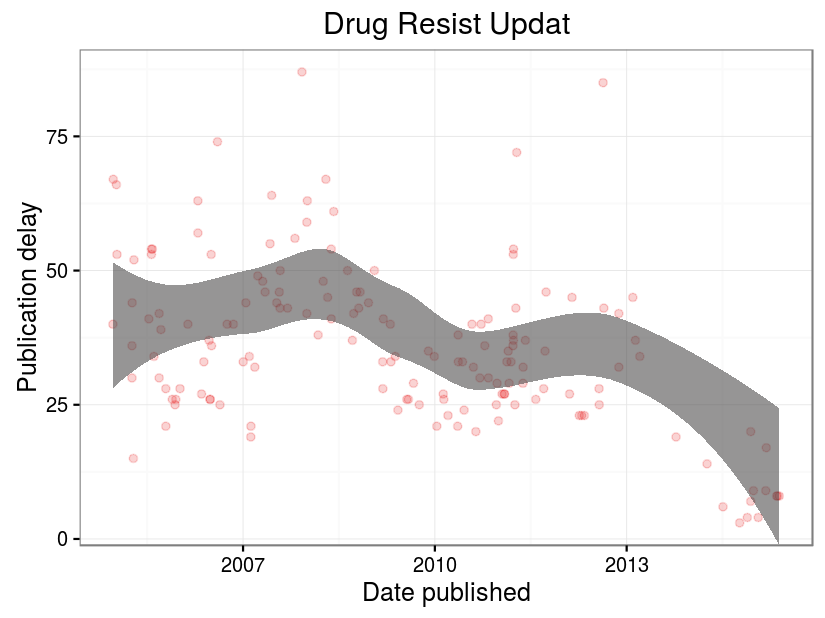 Drug Resist Updat
Publication delay
75
50
25
0
2007 2010 2013
Date published